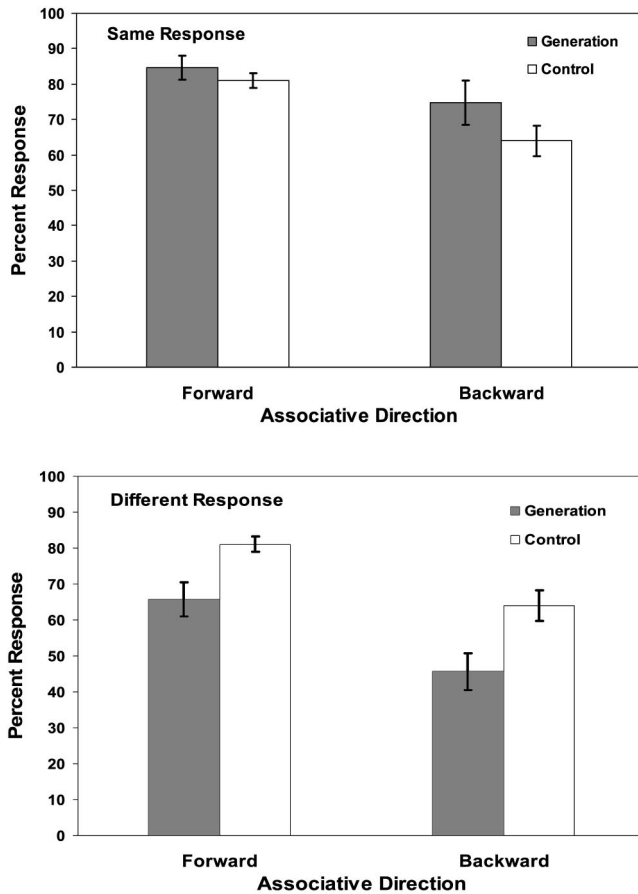 100
Same Response
Generation
90
Control
80
70
60
50
40
30
20
10
0
Percent Response
Forward
Backward
Associative Direction
100
Different Response
Generation
90
Control
80
70
60
50
40
30
20
10
0
Percent Response
Forward
Backward
Associative Direction